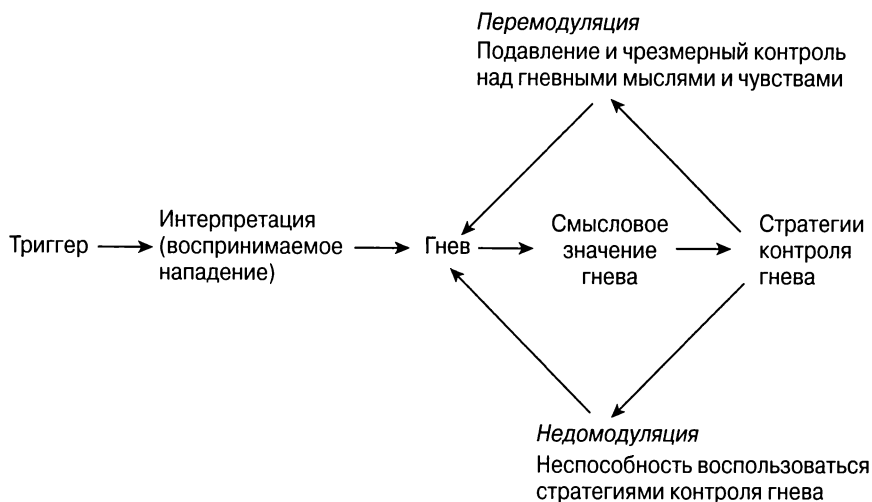 Перемодуляция
Подавление и чрезмерный контроль
над гневными мыслями и чувствами
Триггер
Интерпретация
(воспринимаемое
нападение)
Гнев
Смысловое
значение
гнева
Стратегии
контроля
гнева
Недомодуляция
Неспособность воспользоваться
стратегиями контроля гнева